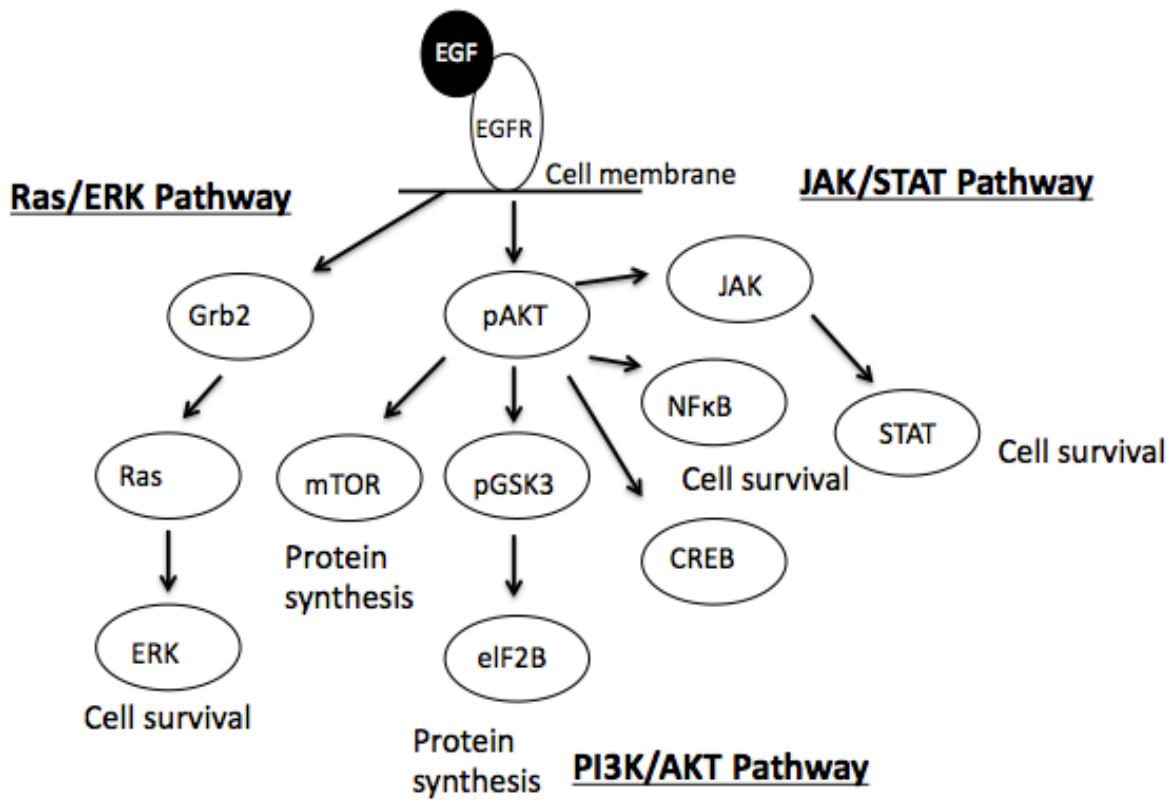 EGF
EGFR
Cell membrane
Ras/ERK Pathway
JAK/STAT Pathway
JAK
Grb2
pAKT
NFκB
STAT
Cell survival
Cell survival
Ras
mTOR
pGSK3
Protein
synthesis
CREB
ERK
eIF2B
Cell survival
Protein
synthesis
PI3K/AKT Pathway